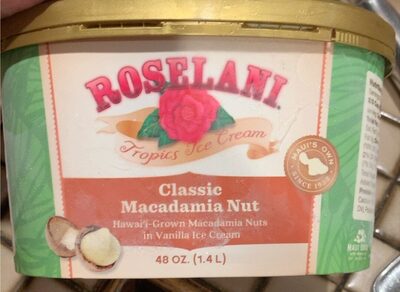 ROSELANI
Tropics Ice Cream
MAUI'S OWN
Classic
Macadamia Nut
Hawai'i-Grown Macadamia Nuts
in Vanilla Ice Cream
48 OZ. (1.4 L)